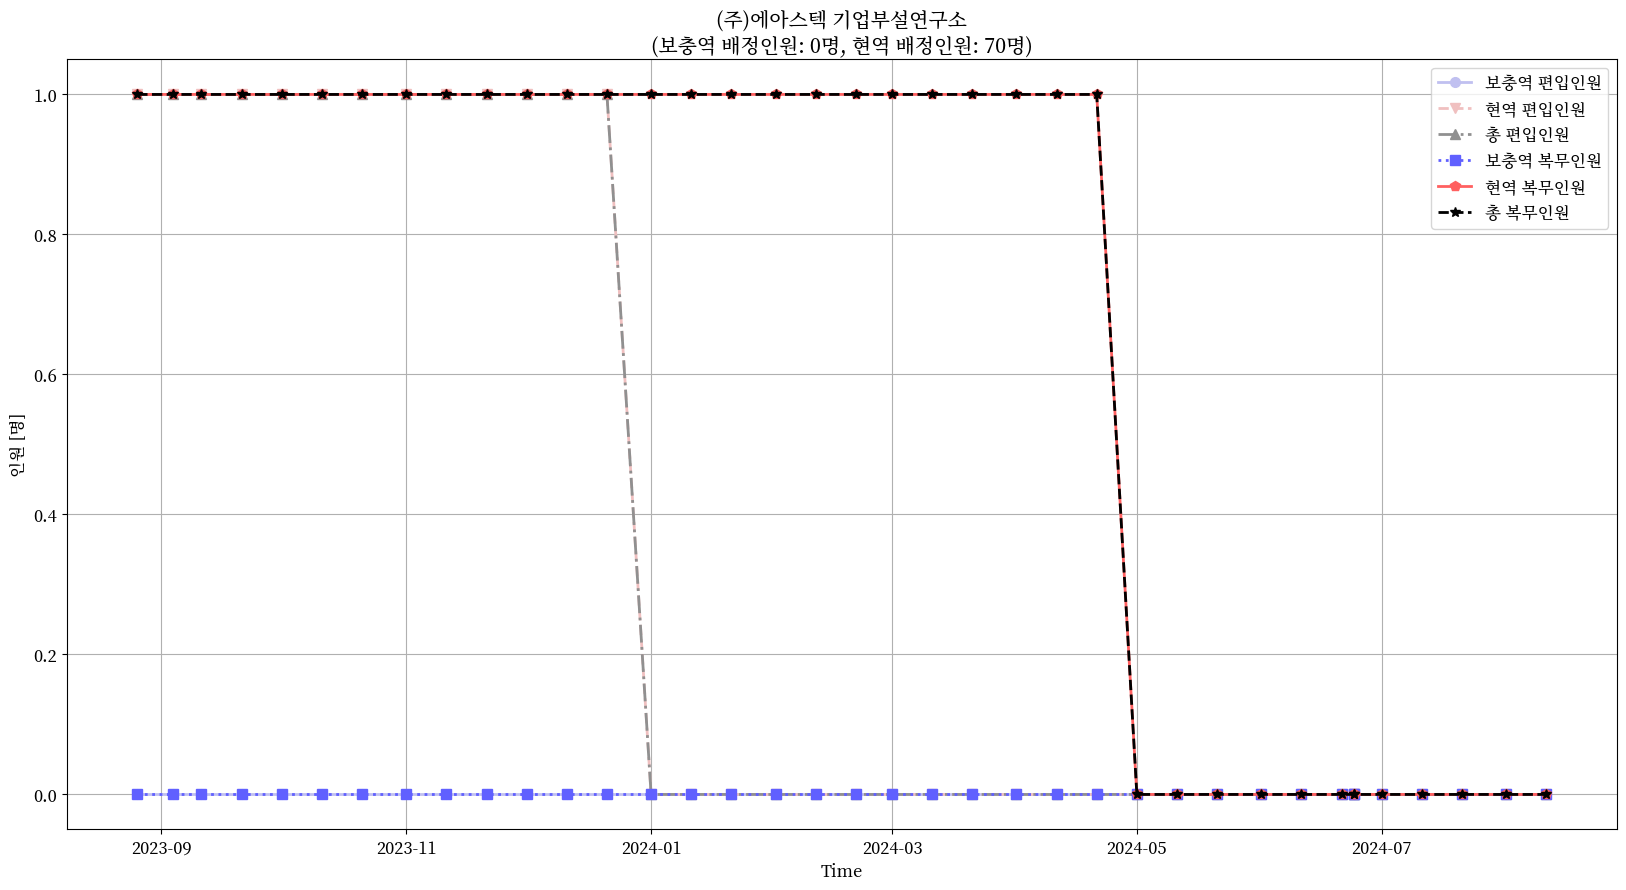 (주)에아스텍 기업부설연구소
(보충역 배정인원: 0명, 현역 배정인원: 70명)
보충역 편입인원
현역 편입인원
총 편입인원
보충역 복무인원
현역 복무인원
총 복무인원
1.0
0.8
0.6
0.4
0.2
0.0
인원 [명]
2023-09
2023-11
2024-01
2024-03
2024-05
2024-07
Time